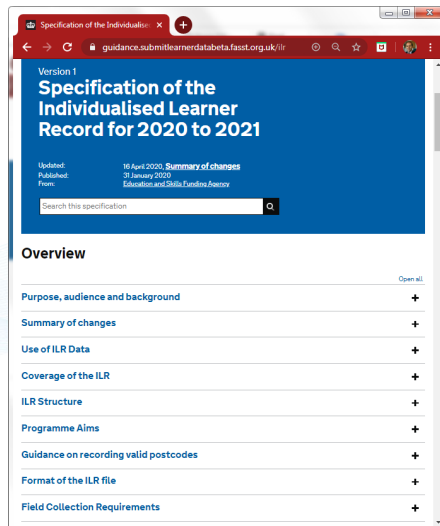 Specification of the Individualise
guidance.submitlearnerdatabeta.fasst.org.uk/ilr
Version 1
Specification of the
Individualised Learner
Record for 2020 to 2021
Updated: 16 April 2020, Summary of changes
Published: 31 January 2020
From: Education and Skills Funding Agency
Search this specification
Overview
Open all
Purpose, audience and background
Summary of changes
Use of ILR Data
Coverage of the ILR
ILR Structure
Programme Aims
Guidance on recording valid postcodes
Format of the ILR file
Field Collection Requirements